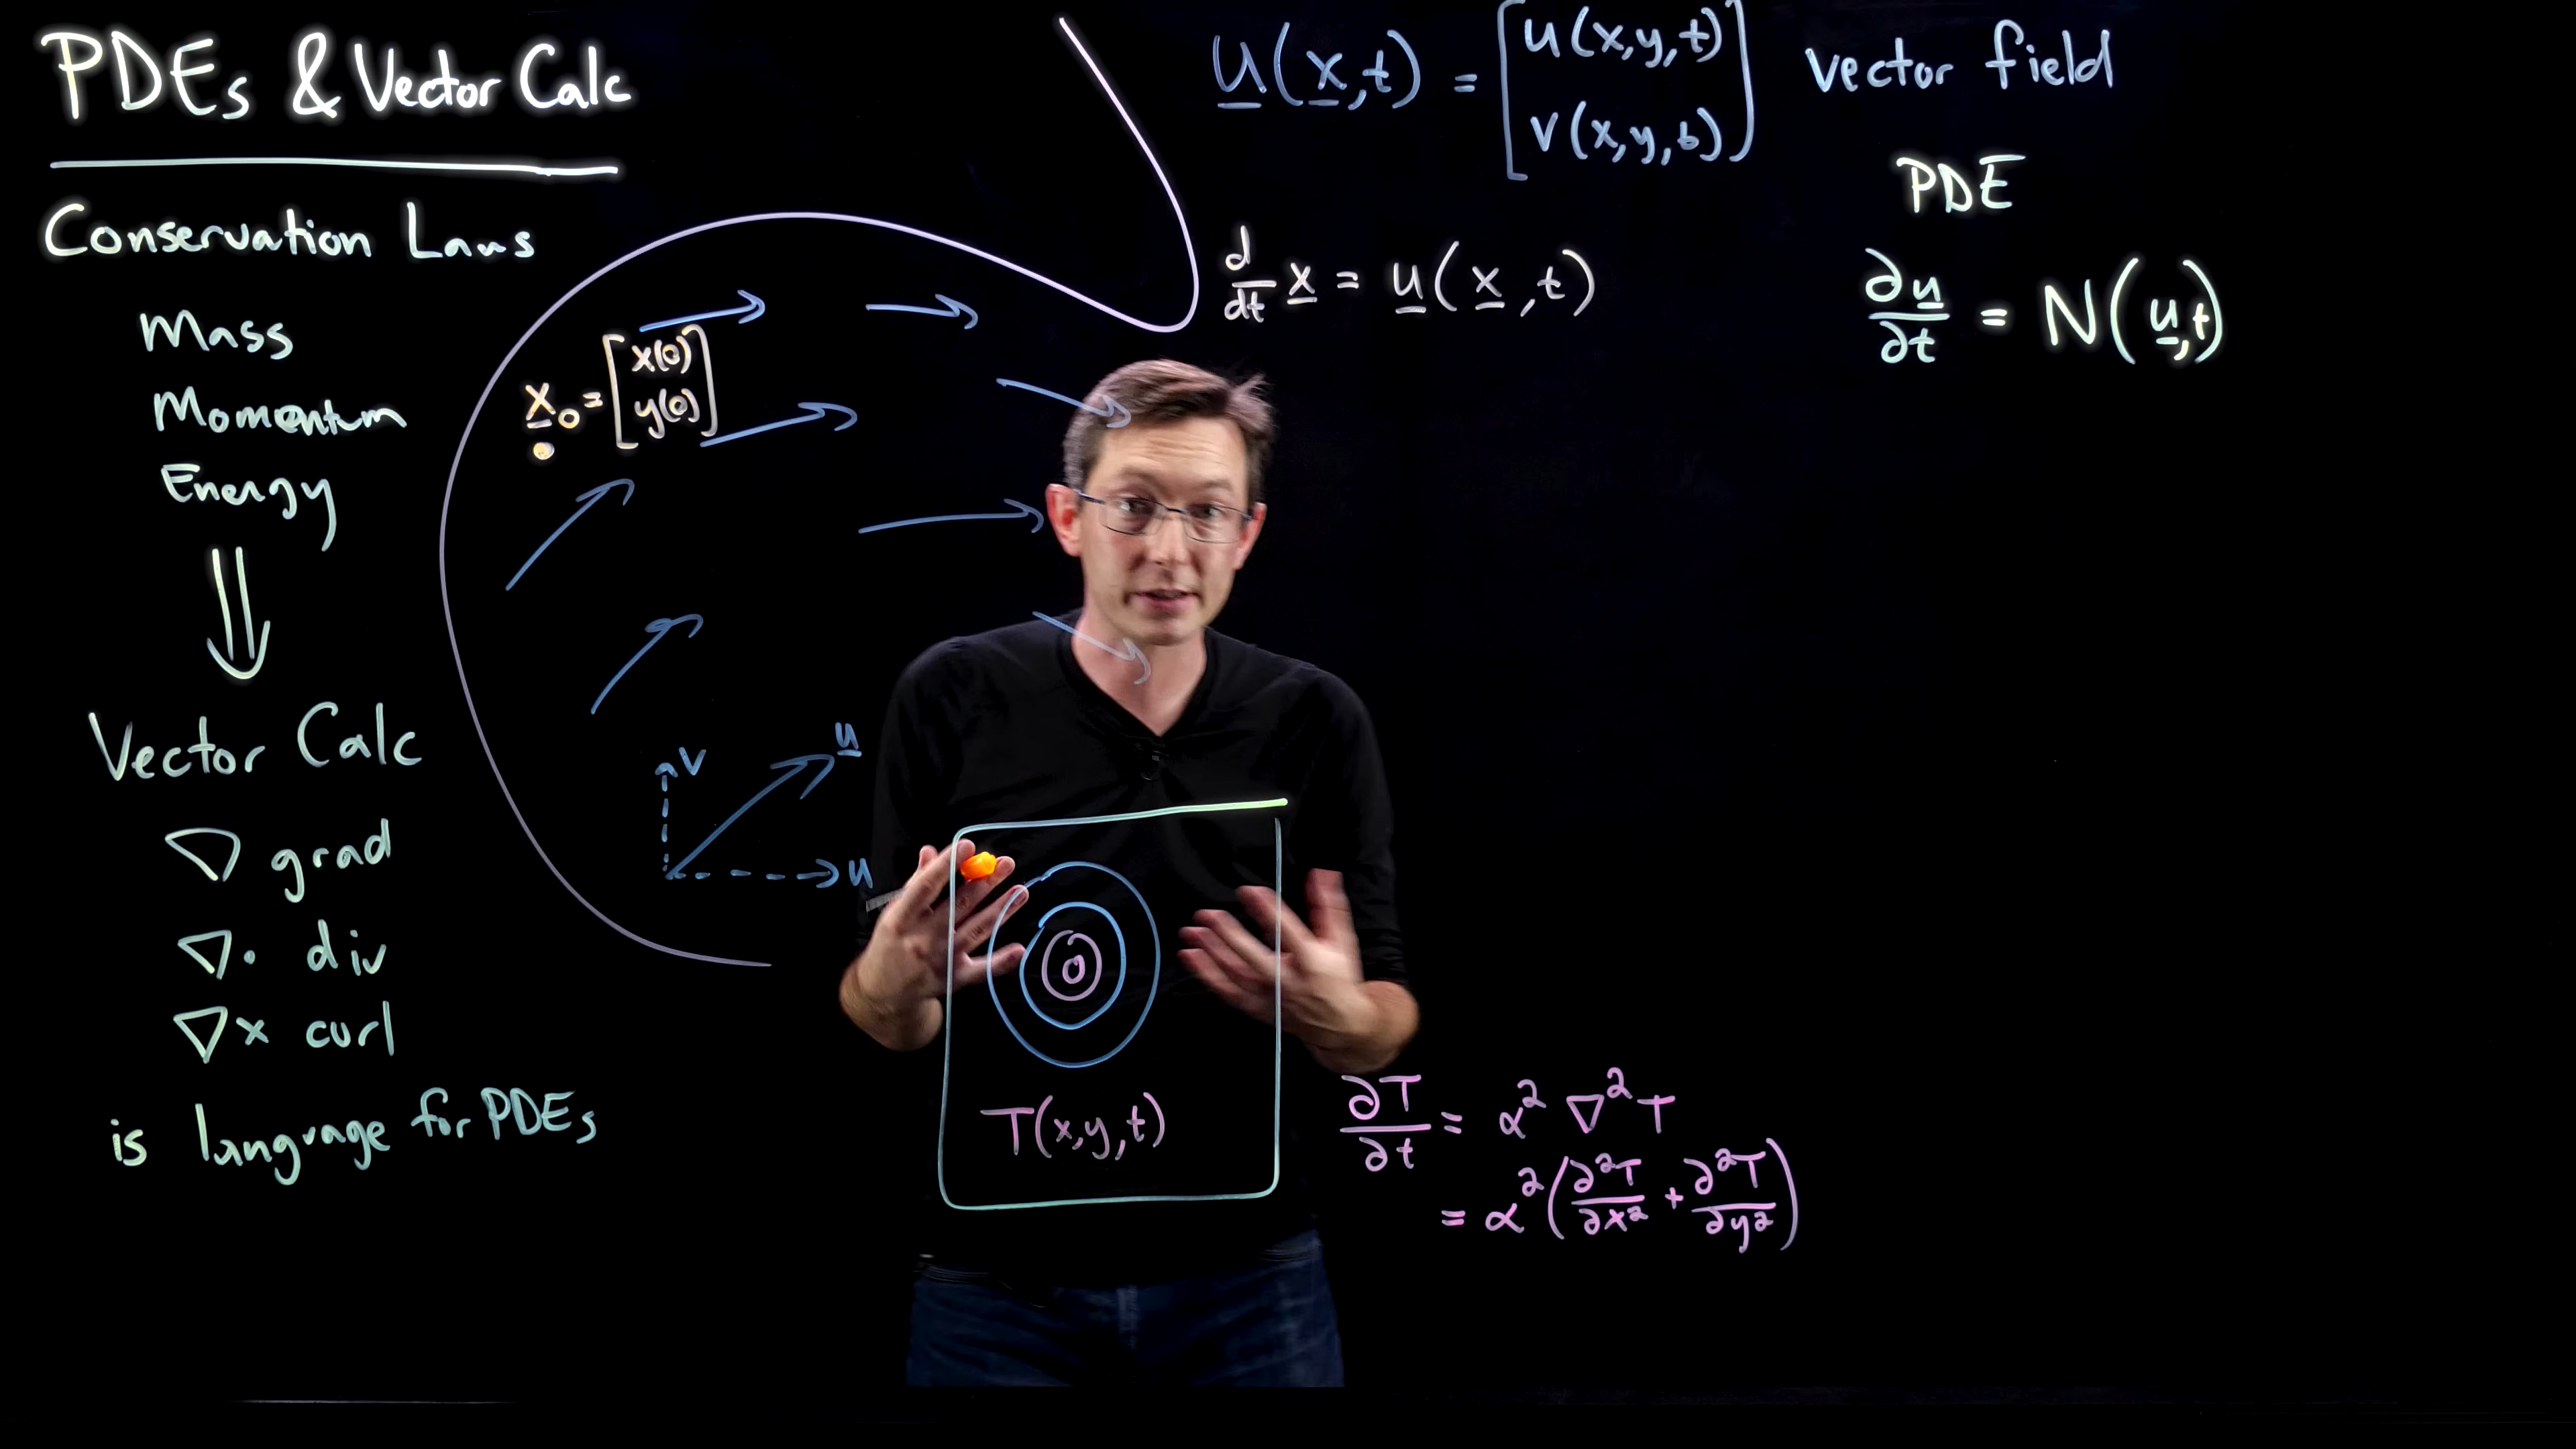 PDEs & Vector Calc
Conservation Laws
Mass
Momentum
Energy
⇓
Vector Calc
∇ grad
∇· div
∇× curl
is language for PDEs
x₀ = [x(0)
y(0)]
v
u
u
T(x,y,t)
u(x,t) = [u(x,y,t)
v(x,y,t)] vector field
d/dt x = u(x,t)
PDE
∂u/∂t = N(u,t)
∂T/∂t = α² ∇² T
= α² (∂²T/∂x² + ∂²T/∂y²)